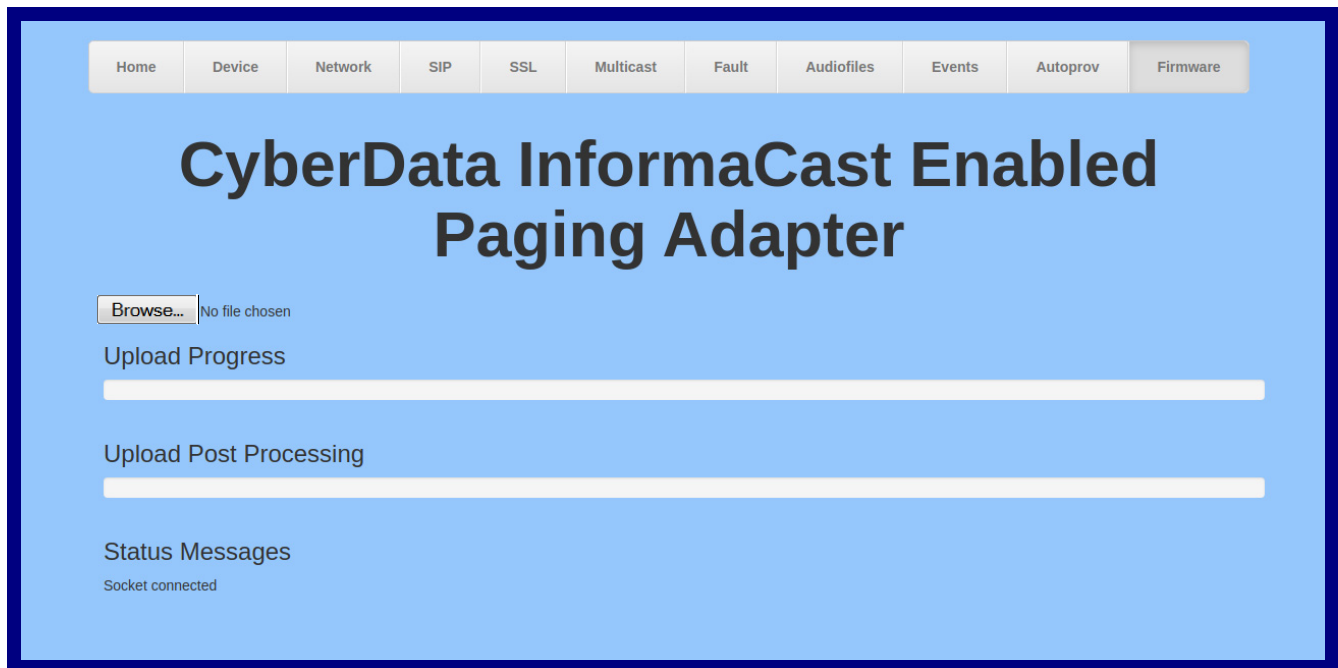 Home Device Network SIP SSL Multicast Fault Audiofiles Events Autoprov Firmware
CyberData InformaCast Enabled
Paging Adapter
Browse... No file chosen
Upload Progress
Upload Post Processing
Status Messages
Socket connected